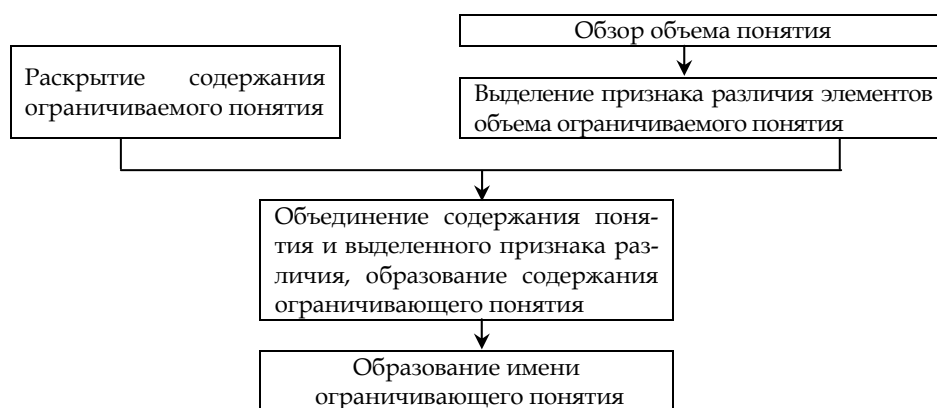 Обзор объема понятия
Раскрытие содержания
ограничиваемого понятия
Выделение признака различия элементов
объема ограничиваемого понятия
Объединение содержания поня-
тия и выделенного признака раз-
личия, образование содержания
ограничивающего понятия
Образование имени
ограничивающего понятия